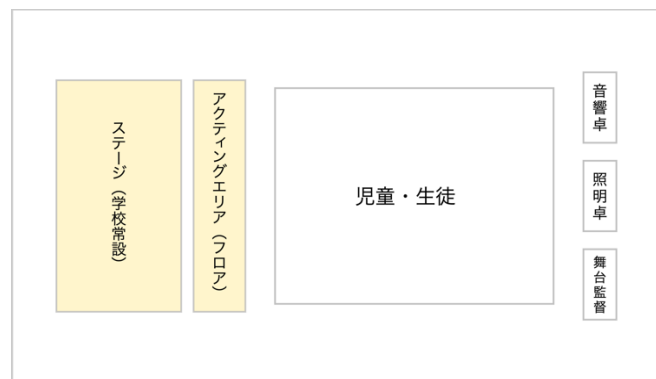 ステージ（学校常設）
アクティングエリア（フロア）
児童・生徒
音響卓
照明卓
舞台監督